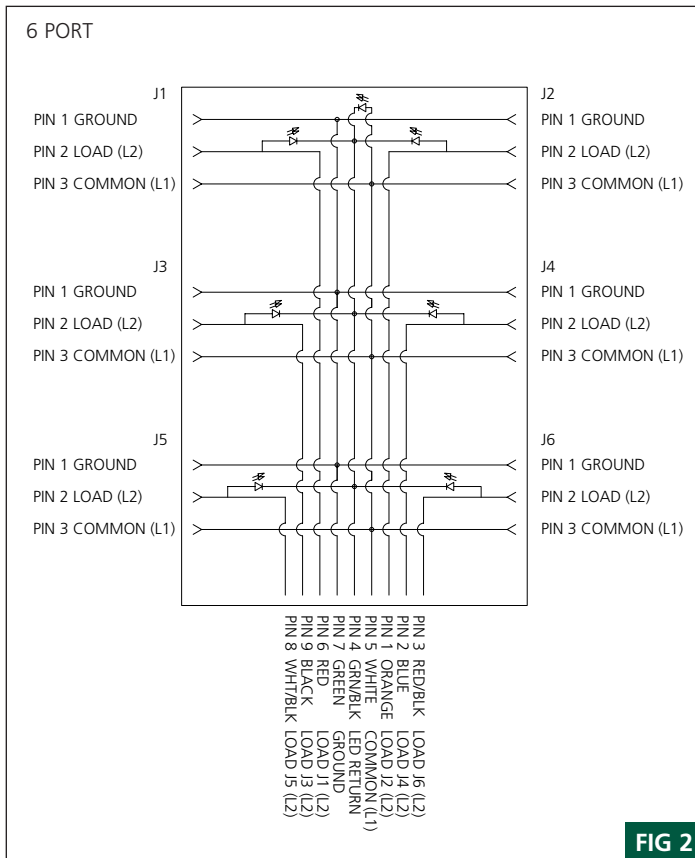 6 PORT
J1
PIN 1 GROUND
PIN 2 LOAD (L2)
PIN 3 COMMON (L1)
J2
PIN 1 GROUND
PIN 2 LOAD (L2)
PIN 3 COMMON (L1)
J3
PIN 1 GROUND
PIN 2 LOAD (L2)
PIN 3 COMMON (L1)
J4
PIN 1 GROUND
PIN 2 LOAD (L2)
PIN 3 COMMON (L1)
J5
PIN 1 GROUND
PIN 2 LOAD (L2)
PIN 3 COMMON (L1)
J6
PIN 1 GROUND
PIN 2 LOAD (L2)
PIN 3 COMMON (L1)
PIN 3 RED/BLK LOAD J6 (L2)
PIN 2 BLUE LOAD J4 (L2)
PIN 1 ORANGE LOAD J2 (L2)
PIN 5 WHITE COMMON (L1)
PIN 4 GRN/BLK LED RETURN
PIN 7 GREEN GROUND
PIN 6 RED LOAD J1 (L2)
PIN 9 BLACK LOAD J3 (L2)
PIN 8 WHT/BLK LOAD J5 (L2)
FIG 2